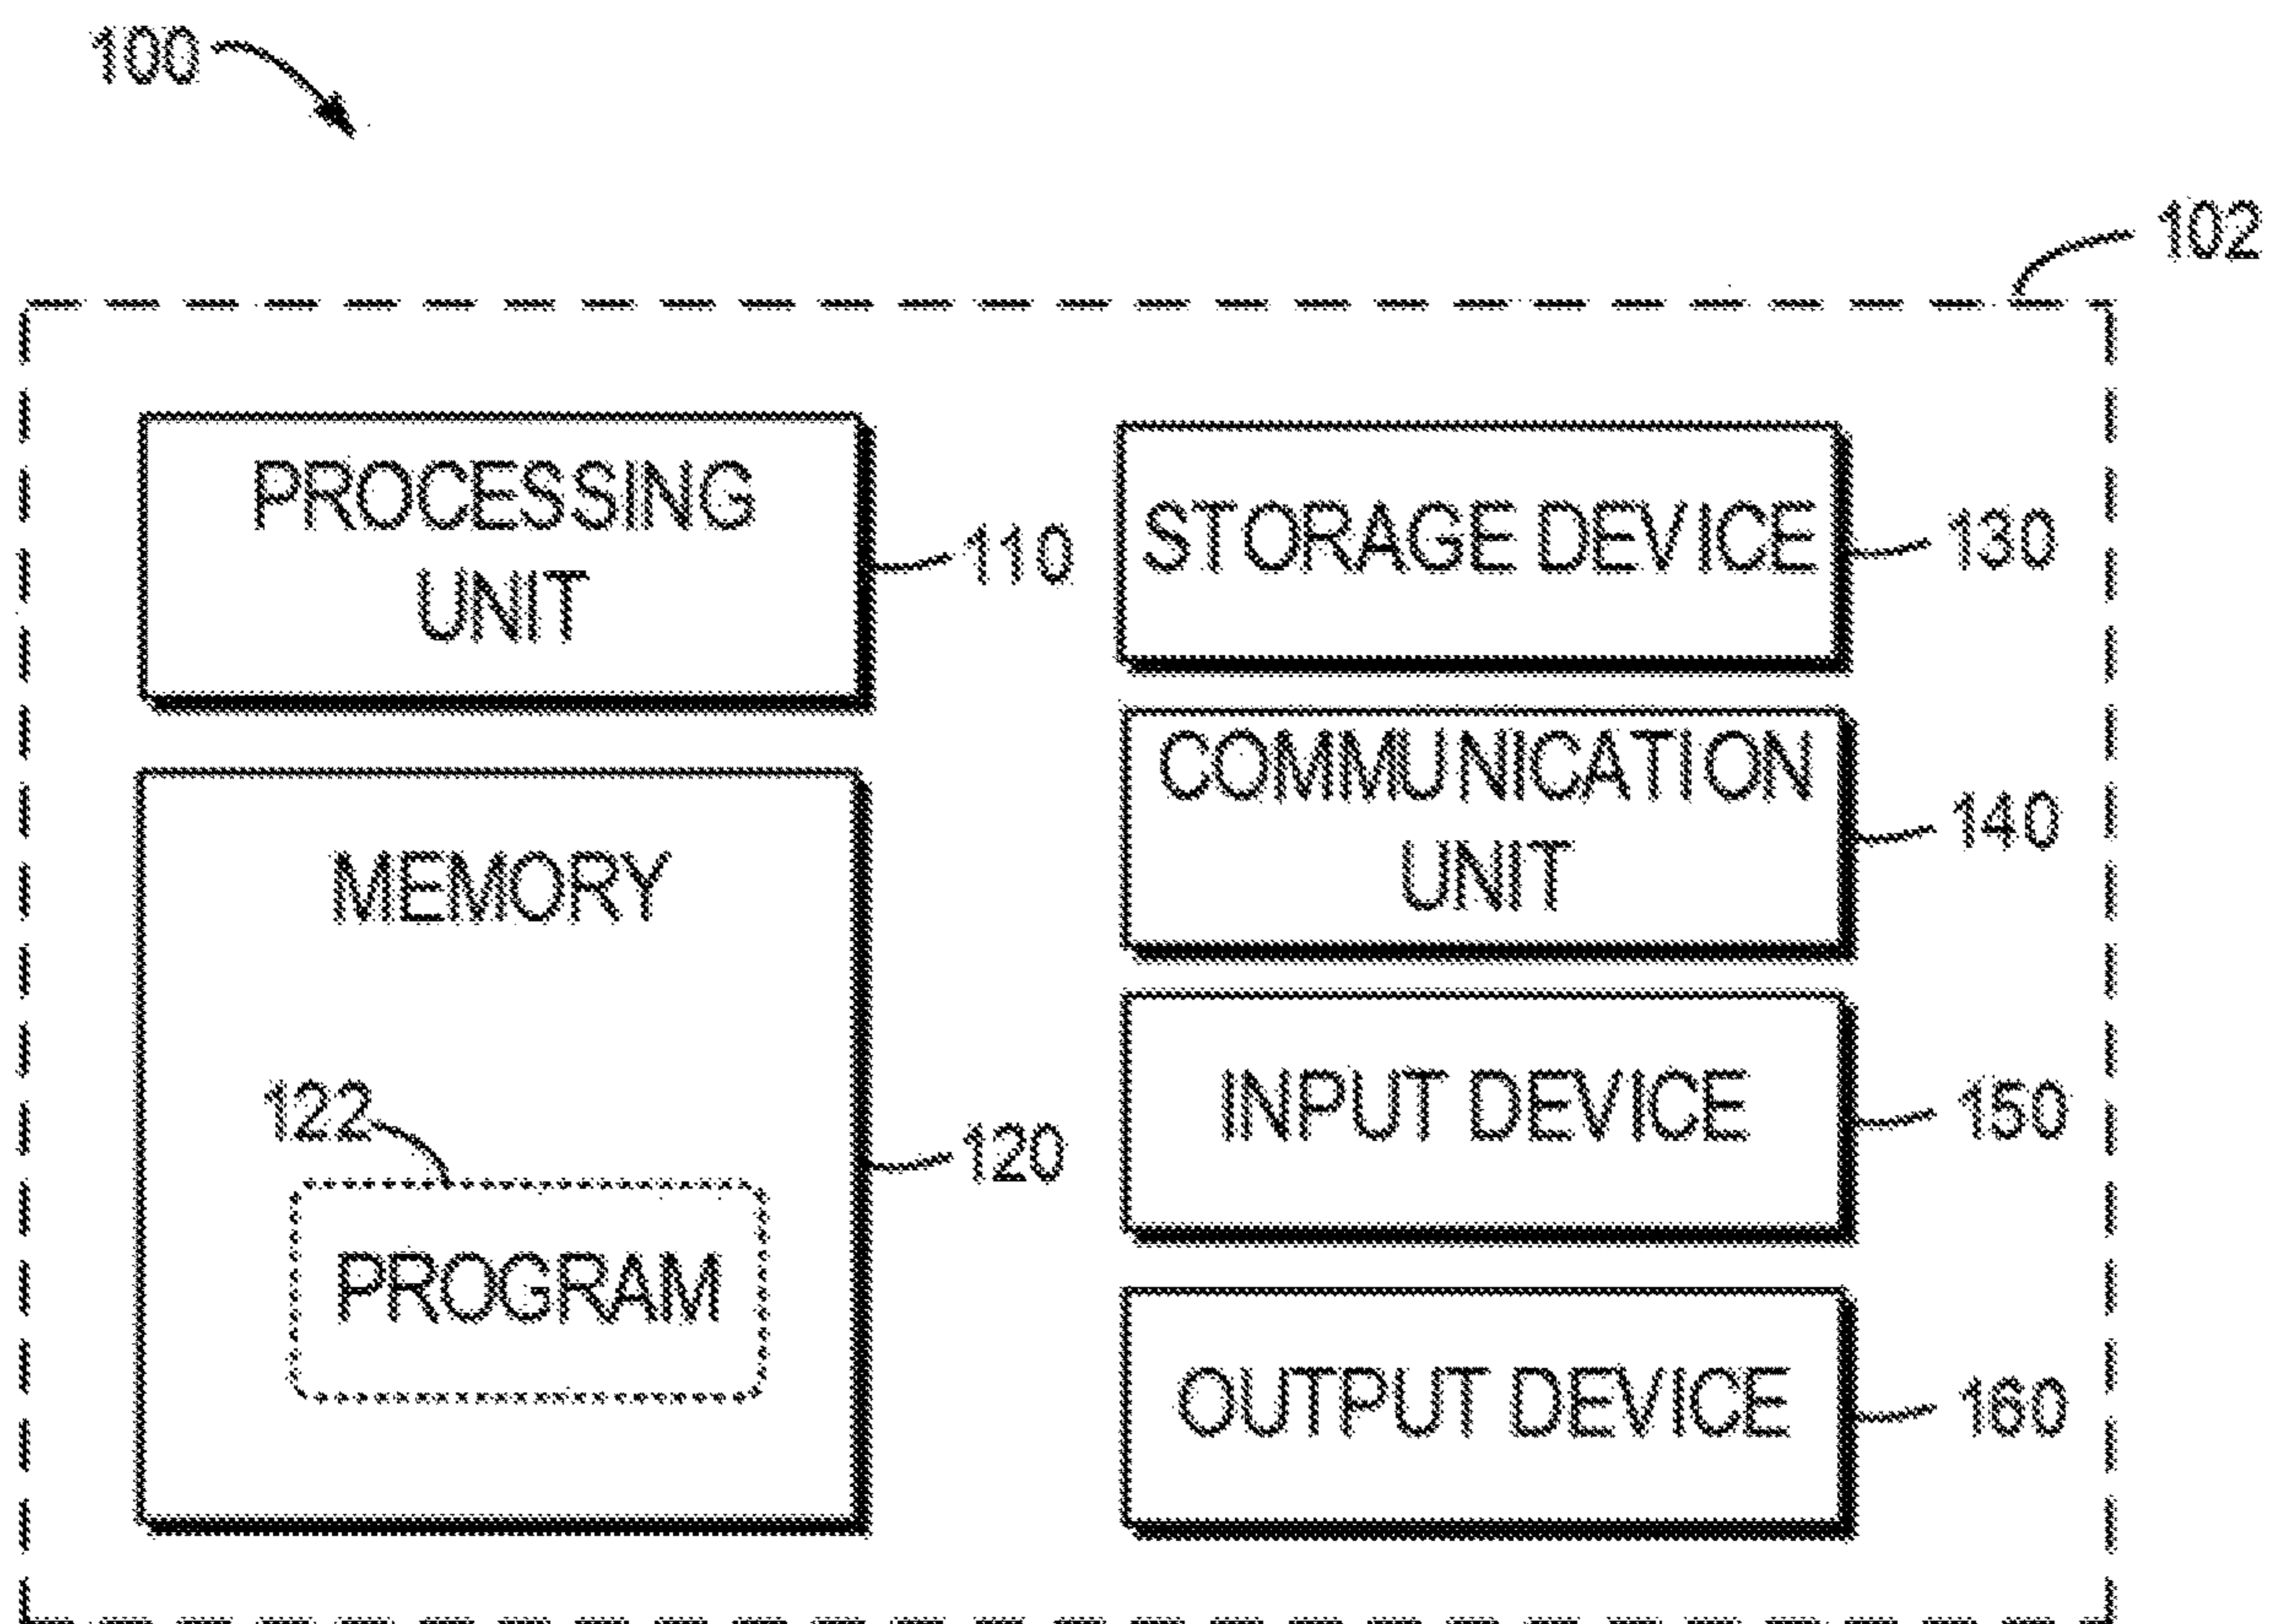 100
102
PROCESSING
UNIT
110
STORAGE DEVICE
130
COMMUNICATION
UNIT
140
MEMORY
122
PROGRAM
120
INPUT DEVICE
150
OUTPUT DEVICE
160